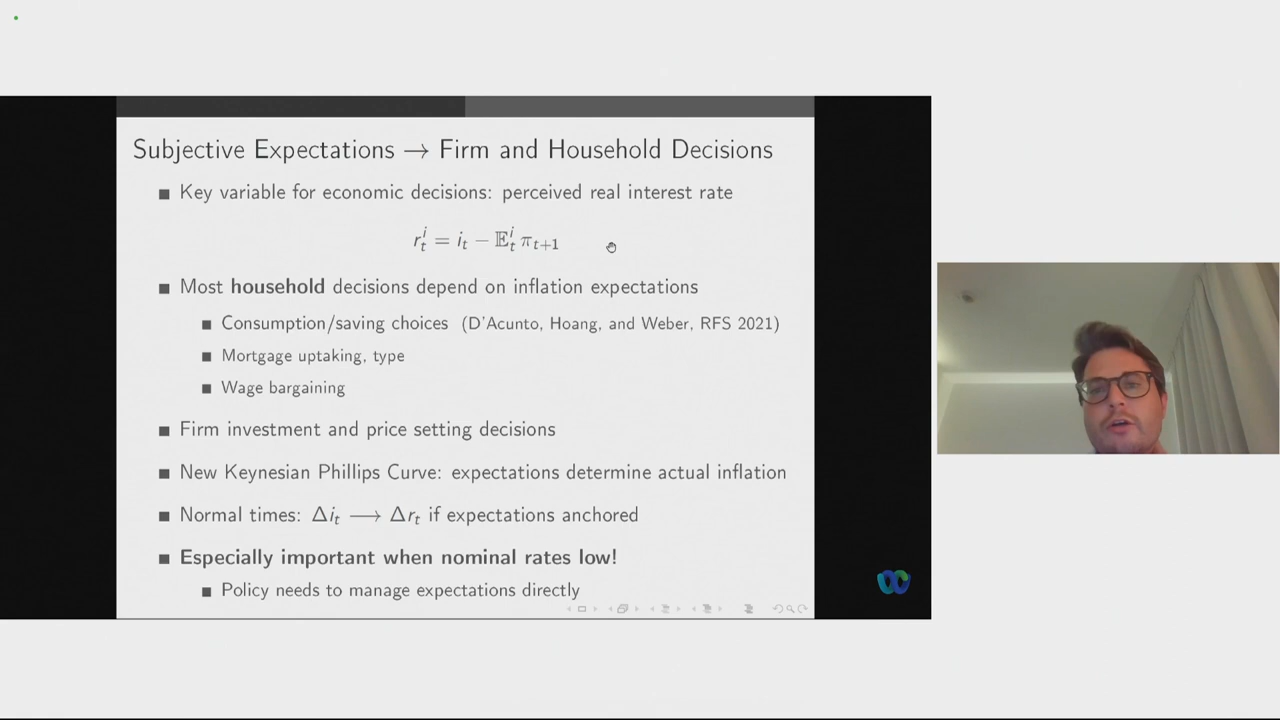 Subjective Expectations → Firm and Household Decisions
■ Key variable for economic decisions: perceived real interest rate
r_t^i = i_t − 𝔼_t^i π_{t+1}
■ Most household decisions depend on inflation expectations
■ Consumption/saving choices (D'Acunto, Hoang, and Weber, RFS 2021)
■ Mortgage uptaking, type
■ Wage bargaining
■ Firm investment and price setting decisions
■ New Keynesian Phillips Curve: expectations determine actual inflation
■ Normal times: Δi_t ⟶ Δr_t if expectations anchored
■ Especially important when nominal rates low!
■ Policy needs to manage expectations directly